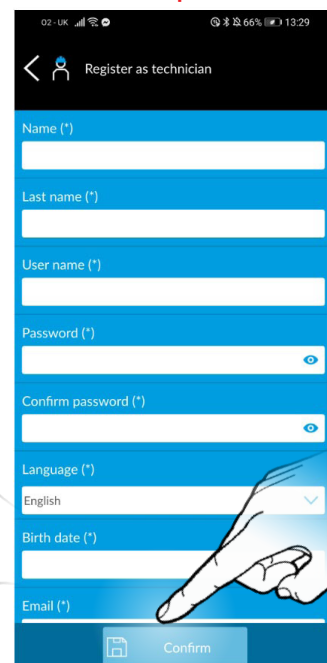 O2 - UK 66% 13:29
Register as technician
Name (*)
Last name (*)
User name (*)
Password (*)
Confirm password (*)
Language (*)
English
Birth date (*)
Email (*)
Confirm